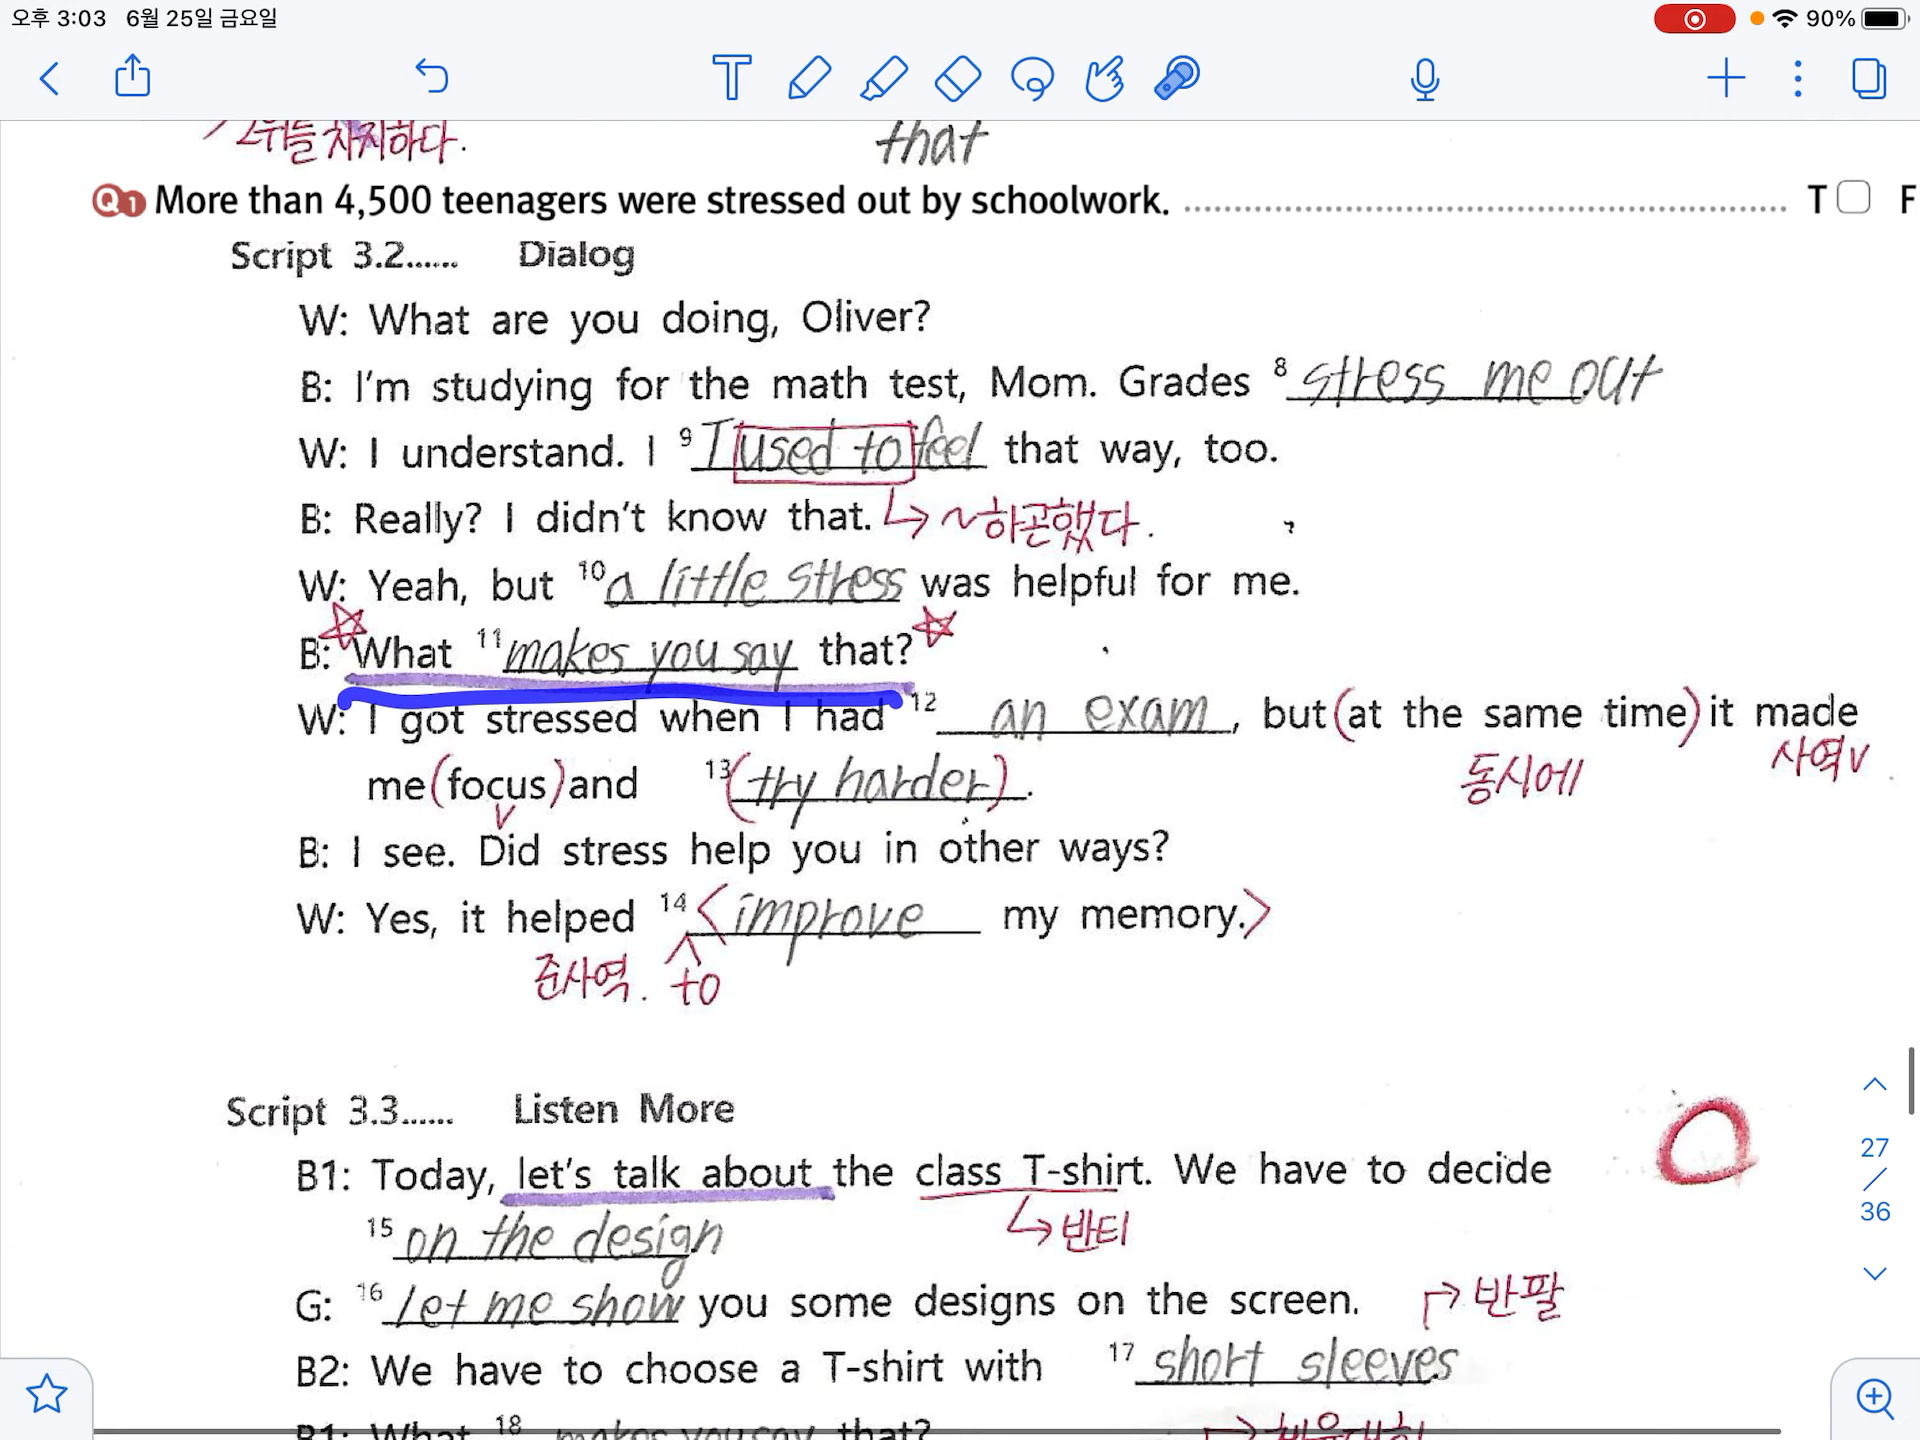 오후 3:03 6월 25일 금요일 90%
그위를 차지하다. that
Q1 More than 4,500 teenagers were stressed out by schoolwork. T F
Script 3.2...... Dialog
W: What are you doing, Oliver?
B: I'm studying for the math test, Mom. Grades 8 stress me out
W: I understand. I 9 I used to feel that way, too.
B: Really? I didn't know that. ~하곤했다.
W: Yeah, but 10 a little stress was helpful for me.
B: What 11 makes you say that?
W: I got stressed when I had 12 an exam, but (at the same time) it made
동시에 사역v
me (focus) and 13 (try harder).
v
B: I see. Did stress help you in other ways?
W: Yes, it helped 14 <improve my memory.>
준사역. to
Script 3.3...... Listen More
B1: Today, let's talk about the class T-shirt. We have to decide
반티
15 on the design
G: 16 let me show you some designs on the screen. 반팔
B2: We have to choose a T-shirt with 17 short sleeves
B1: What 18 makes you say that?
27
/
36